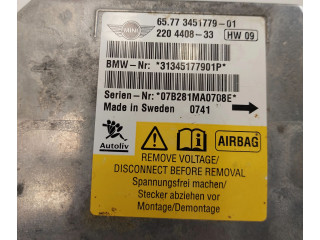 MINI
65.77 3451779-01
220 4408-33 HW 09
BMW-Nr: *31345177901P*
Serien-Nr: *07B281MA0708E*
Made in Sweden 0741
Autoliv
AIRBAG
REMOVE VOLTAGE/
DISCONNECT BEFORE REMOVAL
Spannungsfrei machen/
Stecker abziehen vor
Montage/Demontage